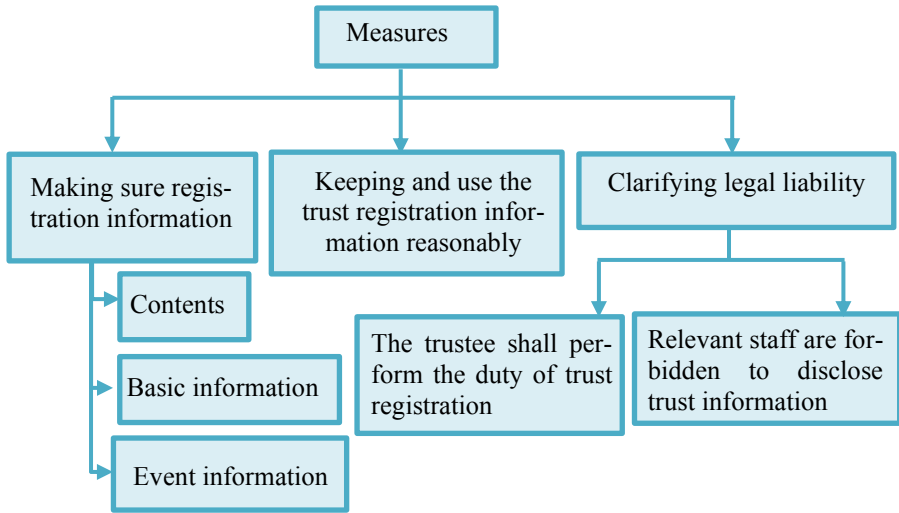 Measures
Making sure regis-
tration information
Keeping and use the
trust registration infor-
mation reasonably
Clarifying legal liability
Contents
Basic information
Event information
The trustee shall per-
form the duty of trust
registration
Relevant staff are for-
bidden to disclose
trust information